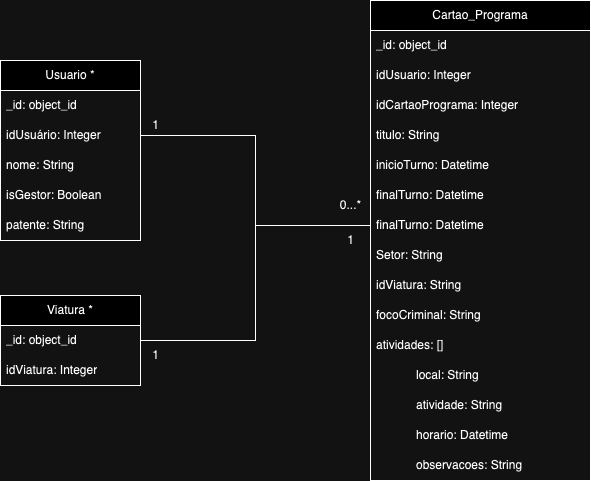 Usuario *
_id: object_id
idUsuário: Integer
nome: String
isGestor: Boolean
patente: String
1
Viatura *
_id: object_id
idViatura: Integer
1
0...*
1
Cartao_Programa
_id: object_id
idUsuario: Integer
idCartaoPrograma: Integer
titulo: String
inicioTurno: Datetime
finalTurno: Datetime
finalTurno: Datetime
Setor: String
idViatura: String
focoCriminal: String
atividades: []
local: String
atividade: String
horario: Datetime
observacoes: String